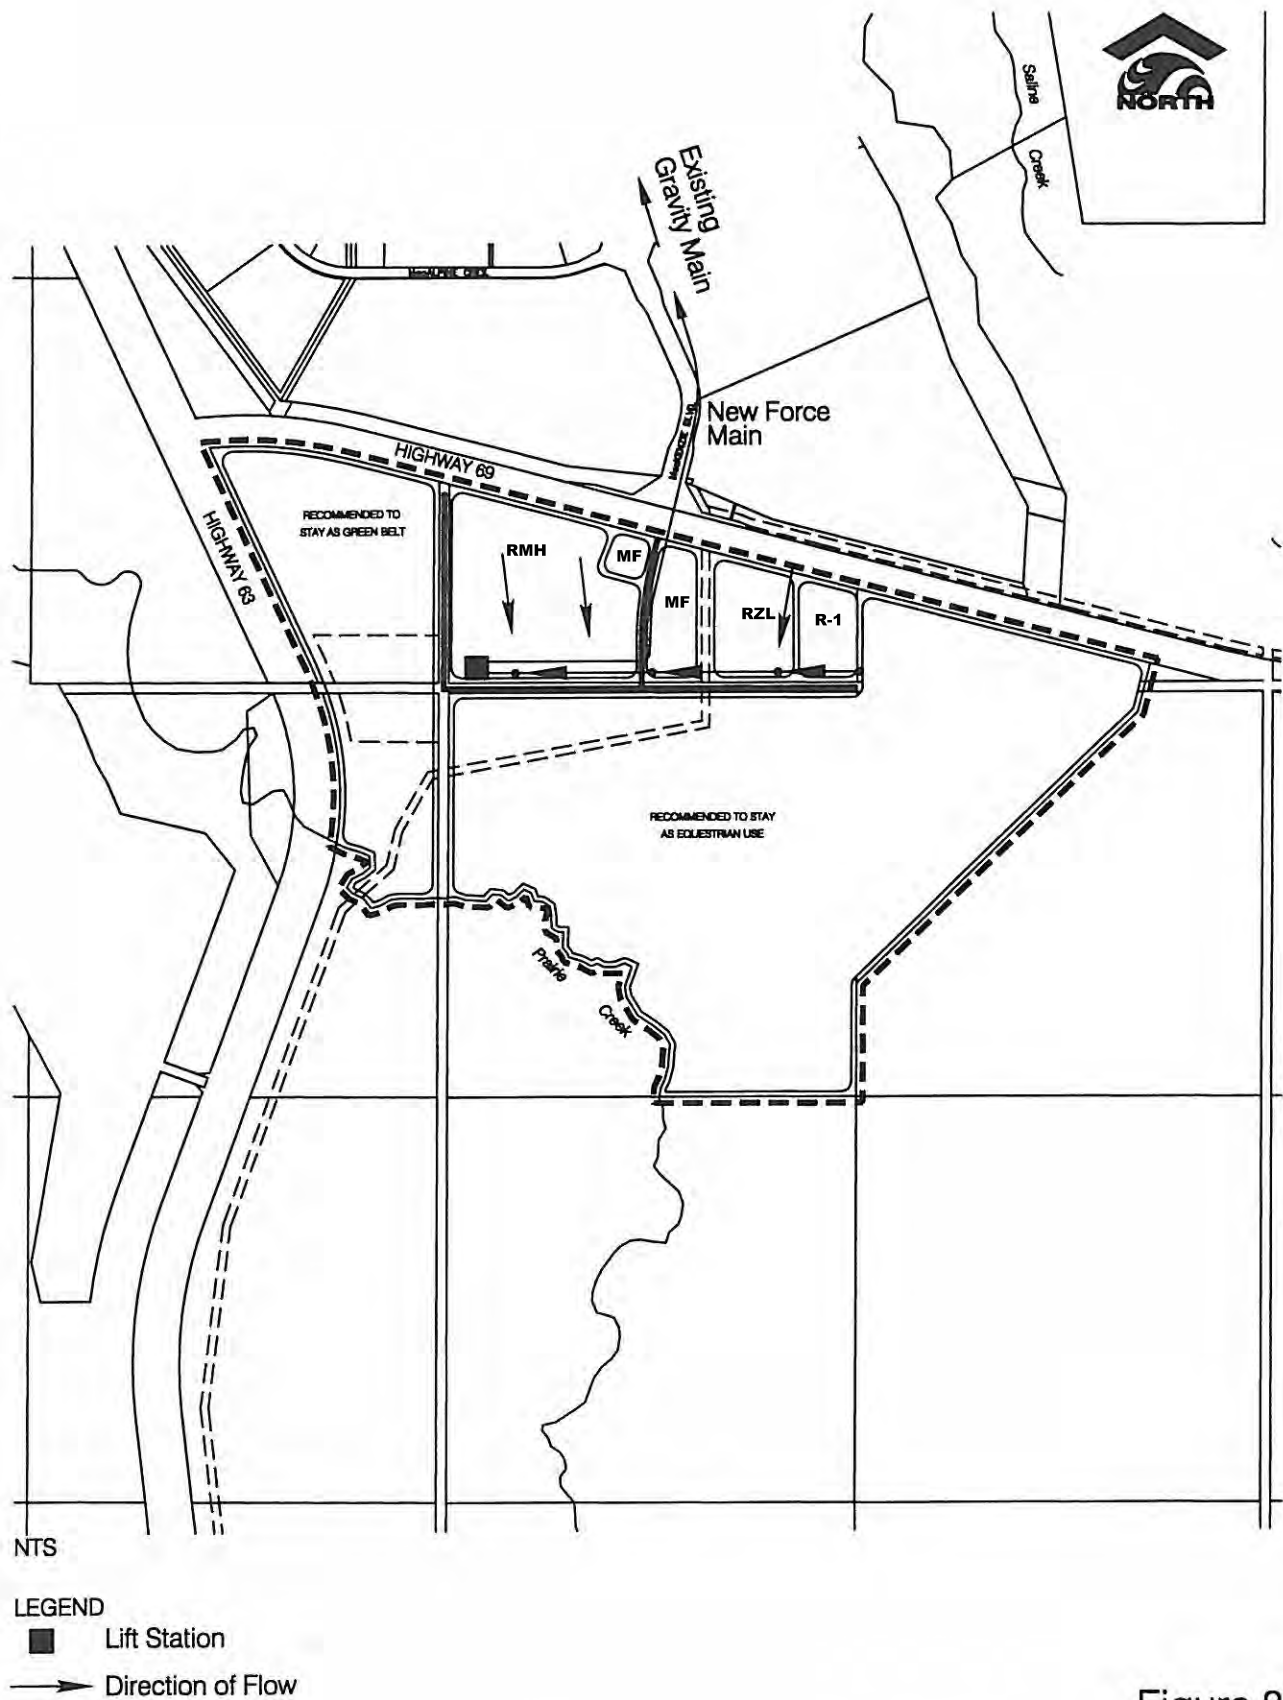 NORTH
Saline
Creek
Existing
Gravity Main
New Force
Main
HIGHWAY 69
HIGHWAY 63
RECOMMENDED TO
STAY AS GREEN BELT
RMH
MF
MF
RZL
R-1
RECOMMENDED TO STAY
AS EQUESTRIAN USE
Prairie
Creek
NTS
LEGEND
Lift Station
Direction of Flow